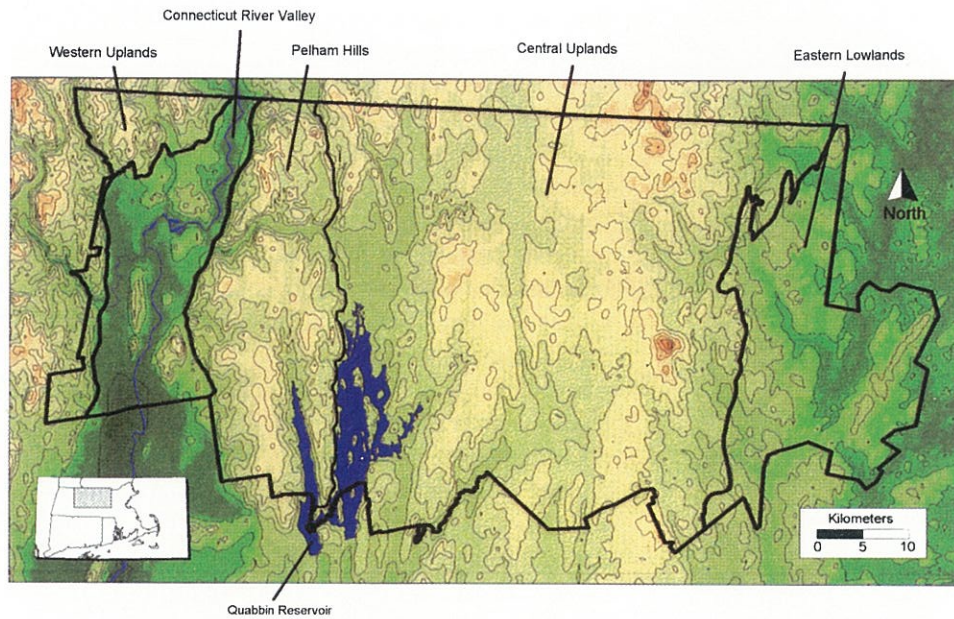 Connecticut River Valley
Western Uplands
Pelham Hills
Central Uplands
Eastern Lowlands
North
Kilometers
0 5 10
Quabbin Reservoir